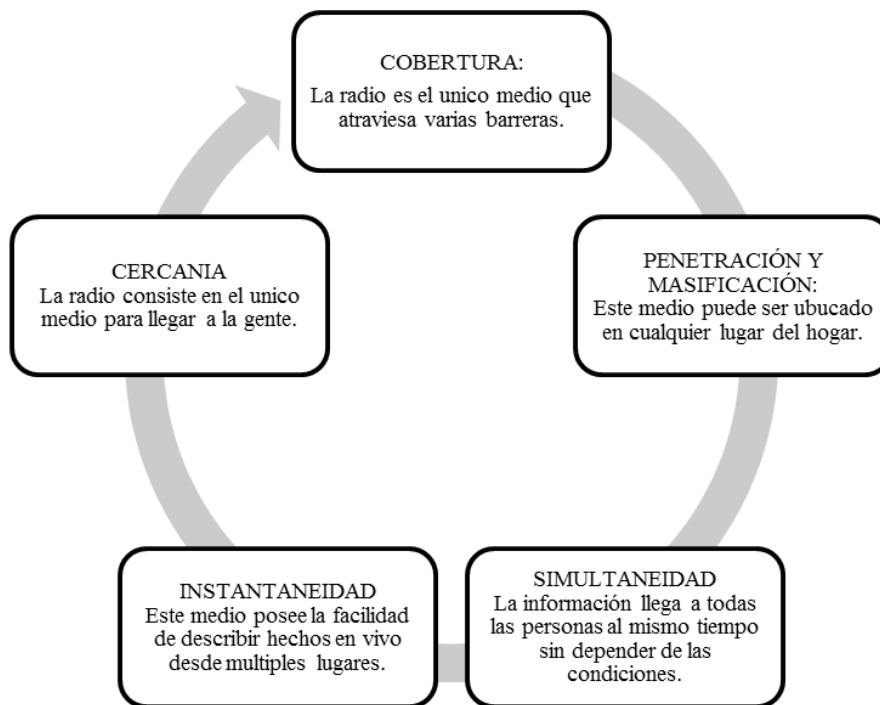 COBERTURA:
La radio es el unico medio que
atraviesa varias barreras.
PENETRACIÓN Y
MASIFICACIÓN:
Este medio puede ser ubucado
en cualquier lugar del hogar.
SIMULTANEIDAD
La información llega a todas
las personas al mismo tiempo
sin depender de las
condiciones.
INSTANTANEIDAD
Este medio posee la facilidad
de describir hechos en vivo
desde multiples lugares.
CERCANIA
La radio consiste en el unico
medio para llegar a la gente.